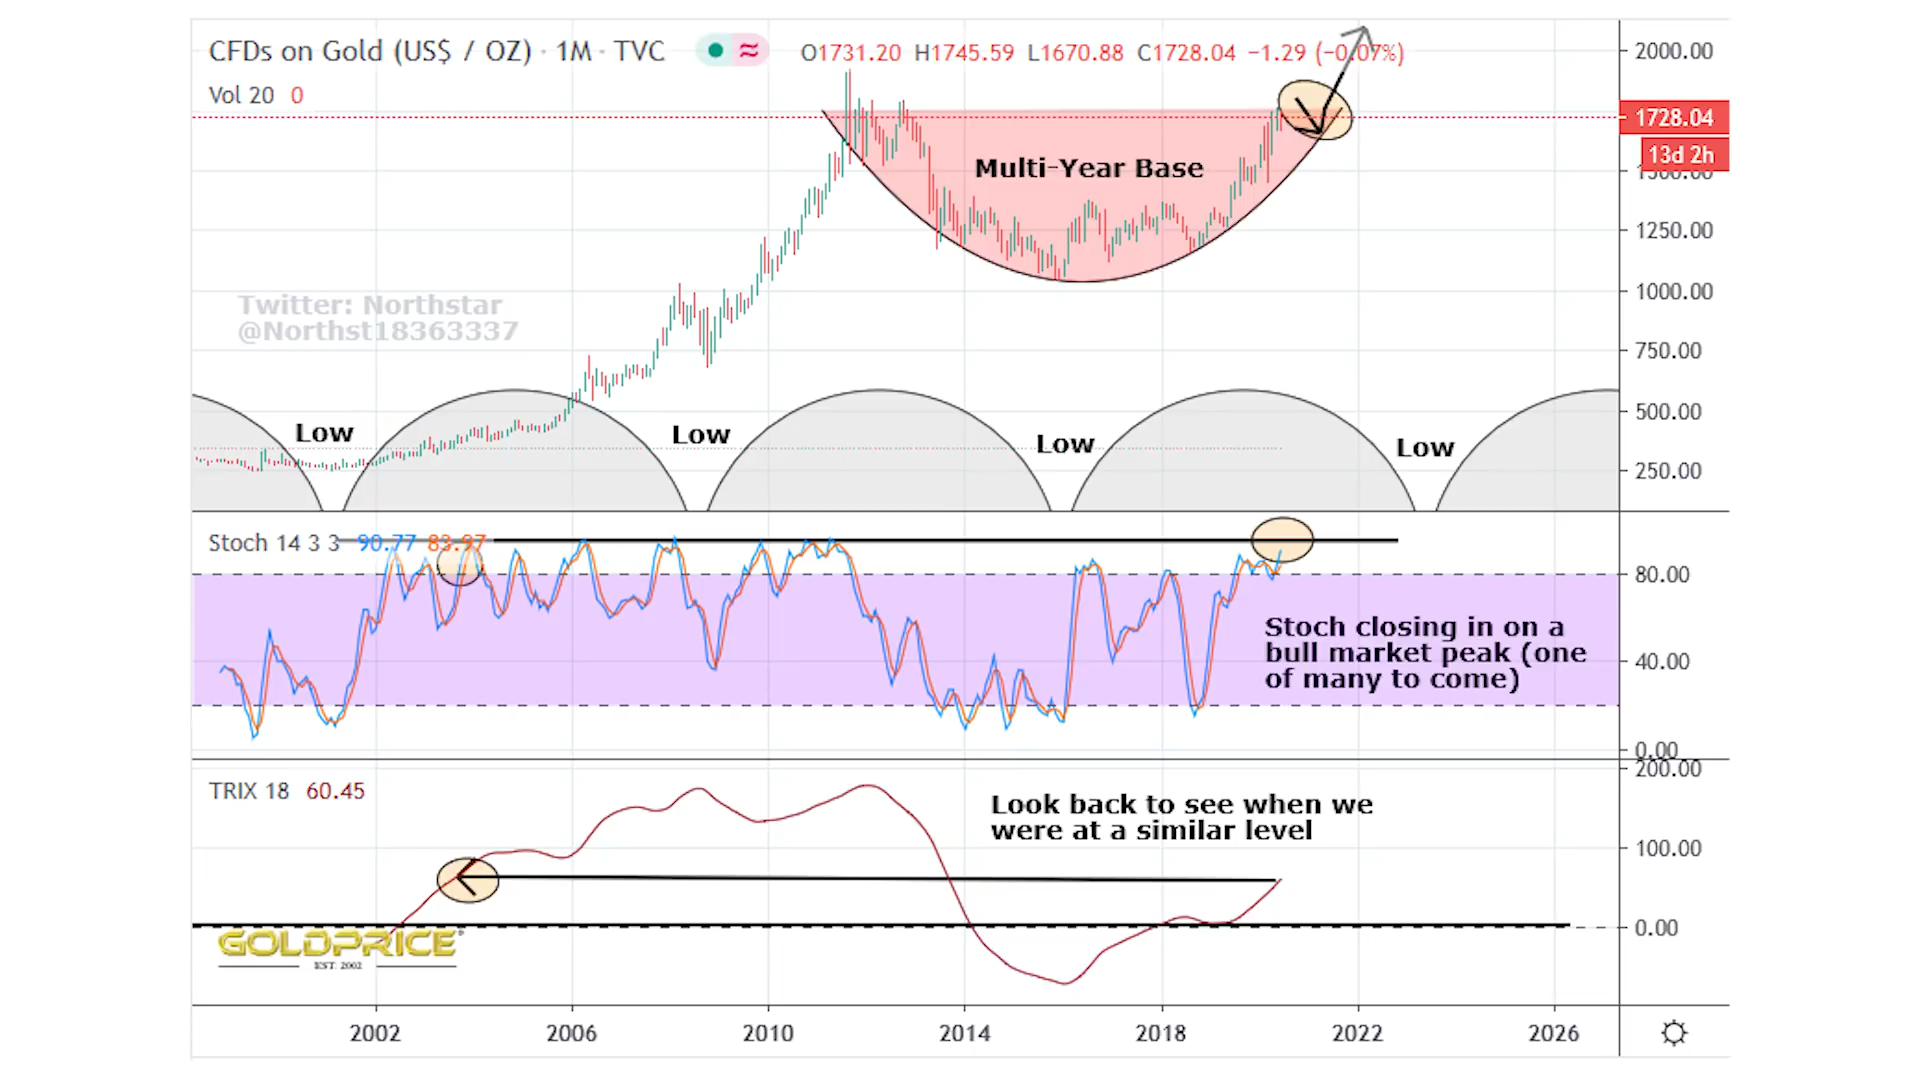 CFDs on Gold (US$ / OZ) · 1M · TVC
O1731.20 H1745.59 L1670.88 C1728.04 −1.29 (−0.07%)
Vol 20 0
2000.00
1728.04
13d 2h
1500.00
1250.00
1000.00
750.00
500.00
250.00
Multi-Year Base
Twitter: Northstar
@Northst18363337
Low
Low
Low
Low
Stoch 14 3 3 90.77 83.97
80.00
40.00
0.00
Stoch closing in on a
bull market peak (one
of many to come)
TRIX 18 60.45
200.00
100.00
0.00
Look back to see when we
were at a similar level
GOLDPRICE
EST. 2002
2002 2006 2010 2014 2018 2022 2026